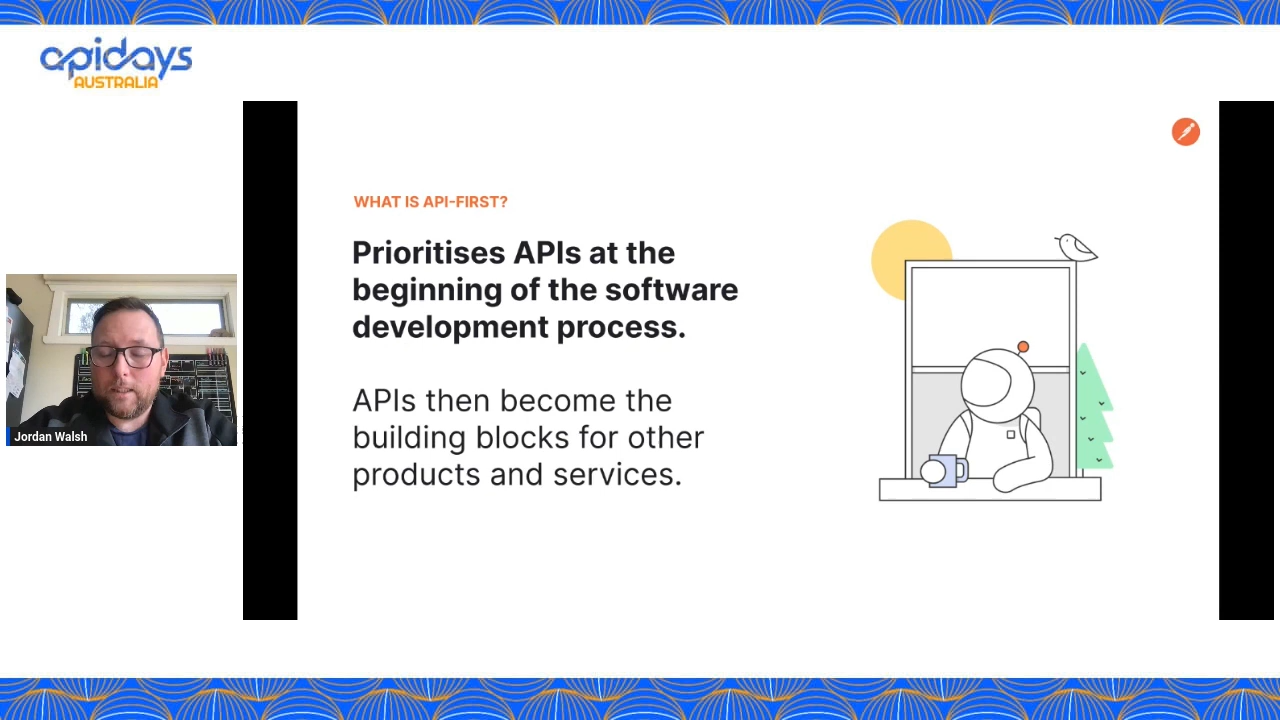 apidays
AUSTRALIA
WHAT IS API-FIRST?
Prioritises APIs at the
beginning of the software
development process.
APIs then become the
building blocks for other
products and services.
Jordan Walsh